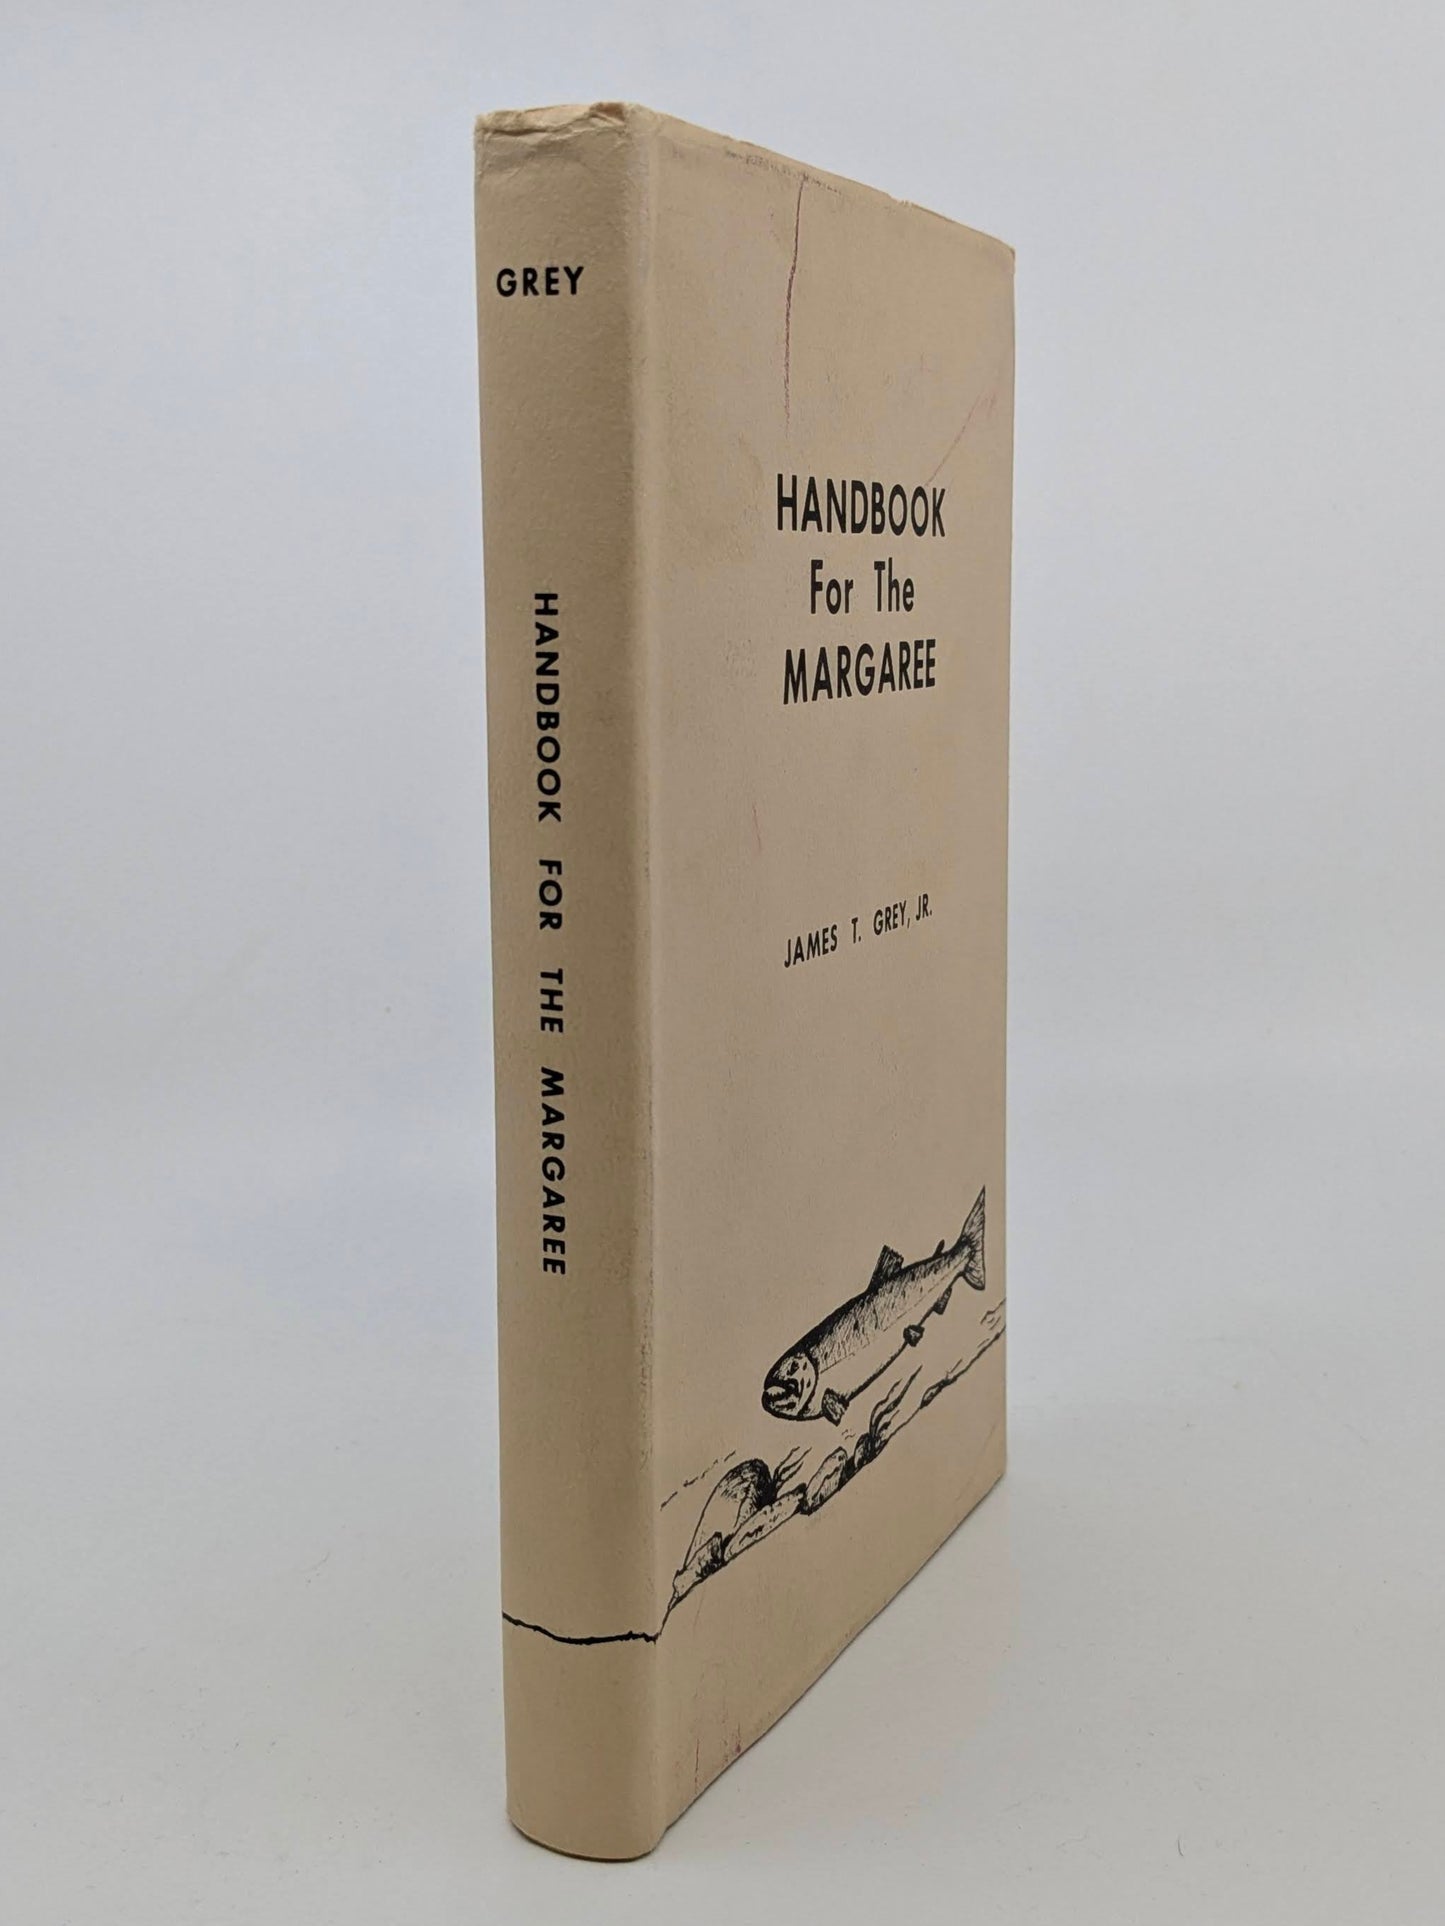 GREY
HANDBOOK FOR THE MARGAREE
HANDBOOK
For The
MARGAREE
JAMES T. GREY, JR.